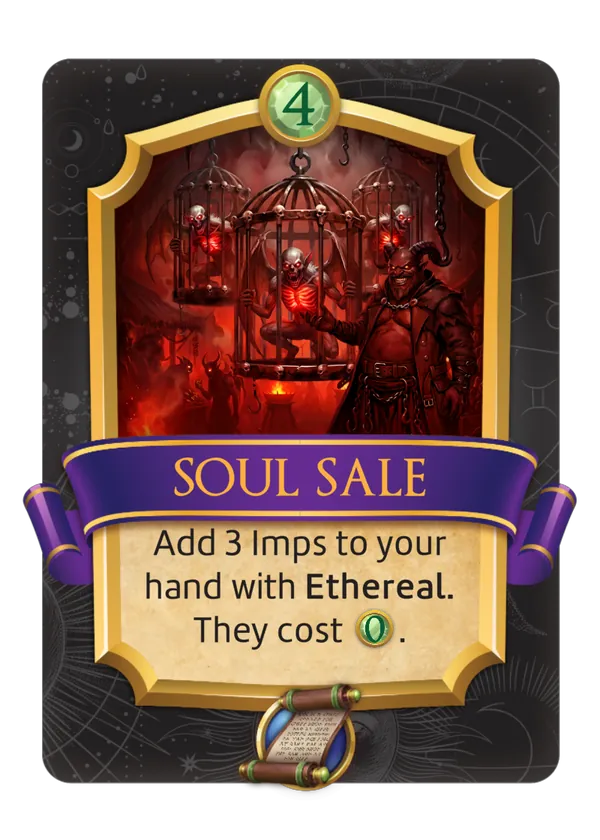 4
SOUL SALE
Add 3 Imps to your
hand with Ethereal.
They cost 0.